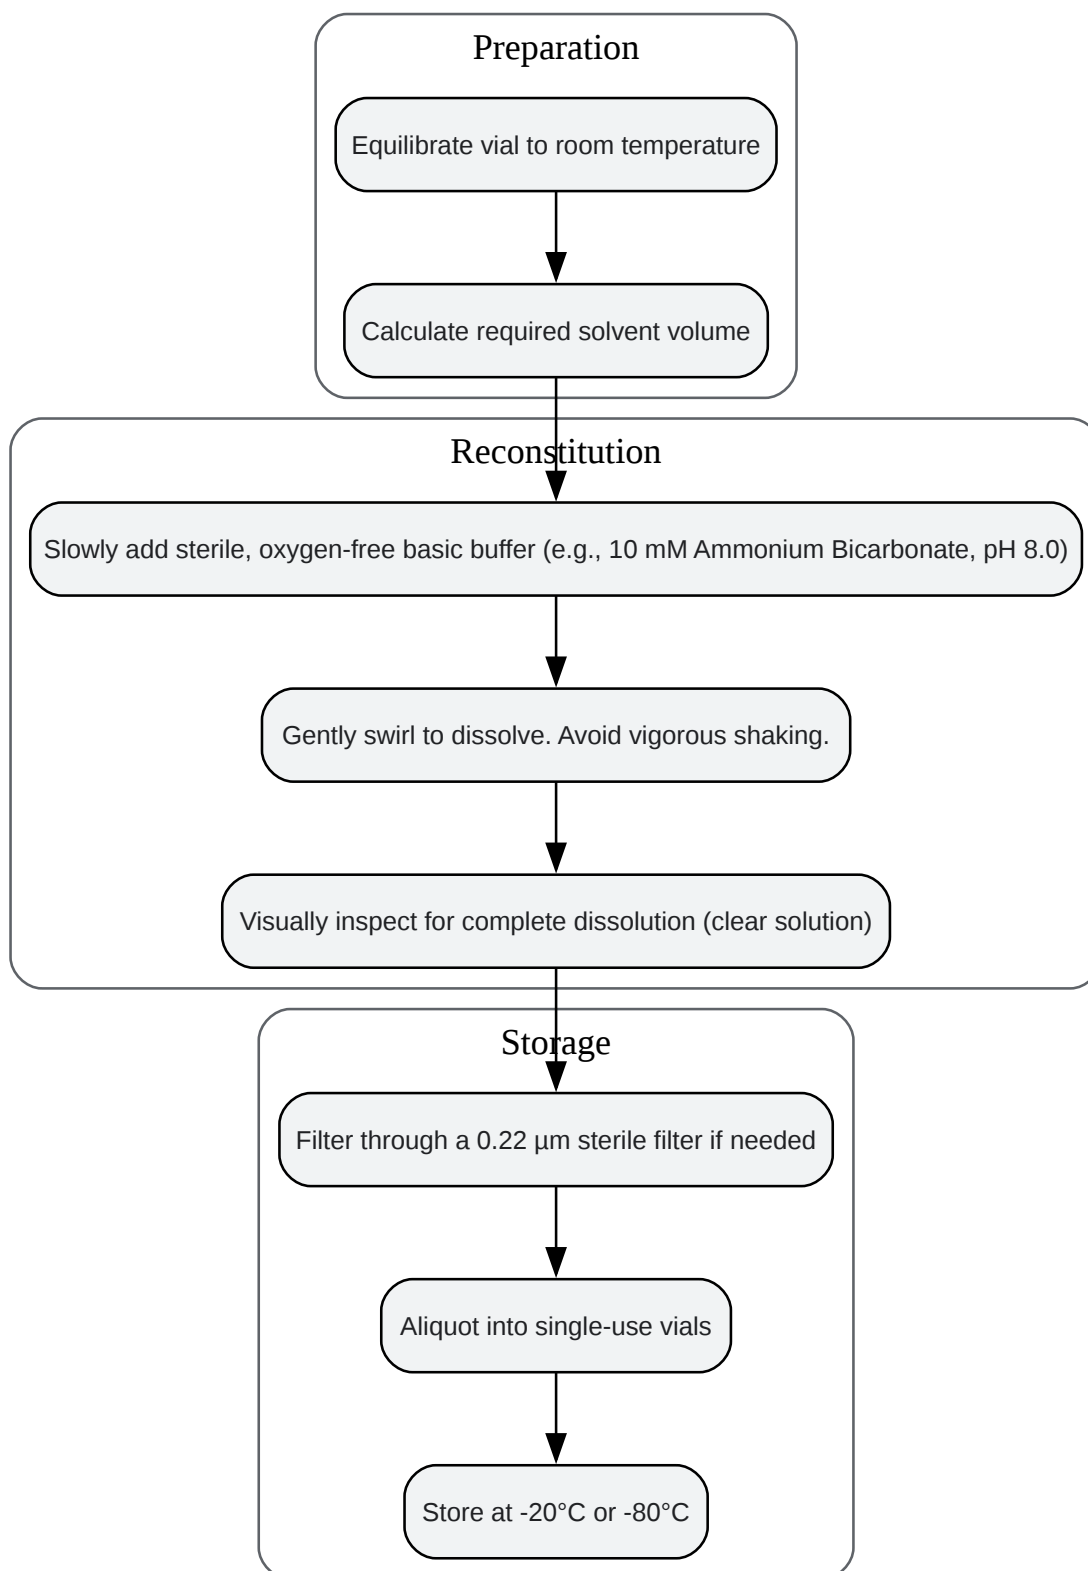 Preparation
Equilibrate vial to room temperature
Calculate required solvent volume
Reconstitution
Slowly add sterile, oxygen-free basic buffer (e.g., 10 mM Ammonium Bicarbonate, pH 8.0)
Gently swirl to dissolve. Avoid vigorous shaking.
Visually inspect for complete dissolution (clear solution)
Storage
Filter through a 0.22 µm sterile filter if needed
Aliquot into single-use vials
Store at -20°C or -80°C